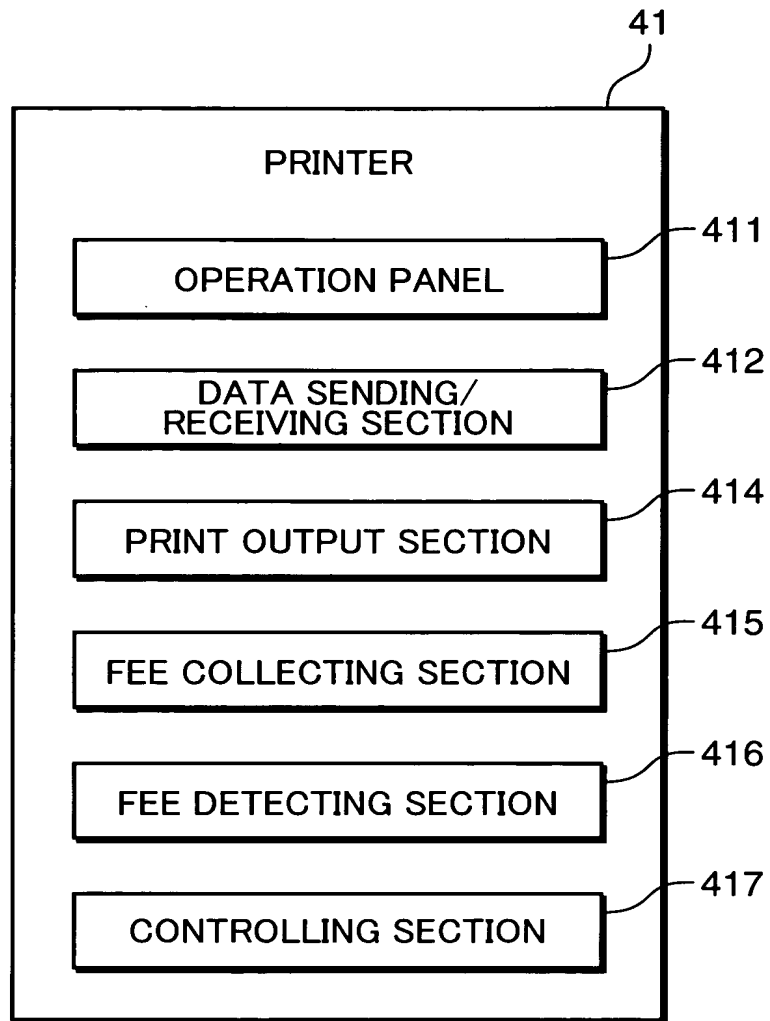 41
PRINTER
411
OPERATION PANEL
412
DATA SENDING/
RECEIVING SECTION
414
PRINT OUTPUT SECTION
415
FEE COLLECTING SECTION
416
FEE DETECTING SECTION
417
CONTROLLING SECTION